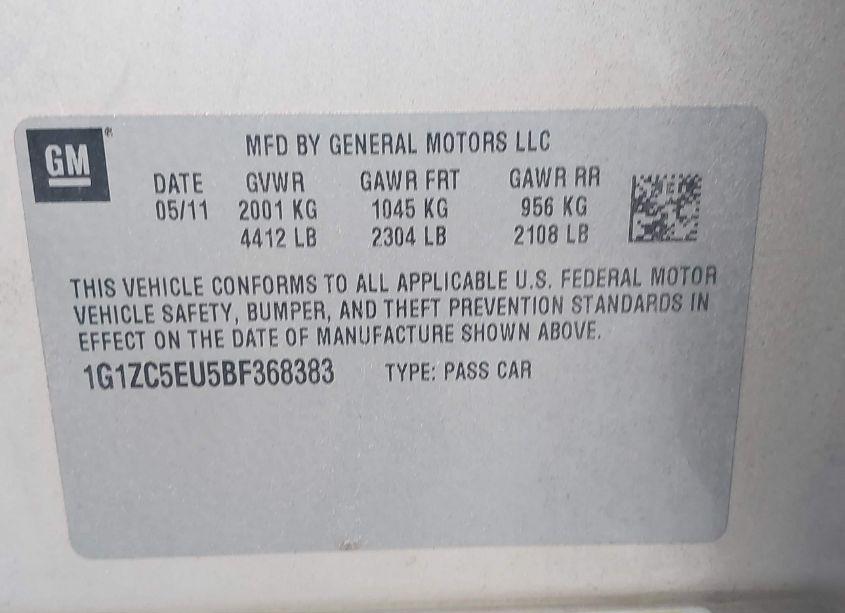 GM
MFD BY GENERAL MOTORS LLC
DATE GVWR GAWR FRT GAWR RR
05/11 2001 KG 1045 KG 956 KG
4412 LB 2304 LB 2108 LB
THIS VEHICLE CONFORMS TO ALL APPLICABLE U.S. FEDERAL MOTOR
VEHICLE SAFETY, BUMPER, AND THEFT PREVENTION STANDARDS IN
EFFECT ON THE DATE OF MANUFACTURE SHOWN ABOVE.
1G1ZC5EU5BF368383 TYPE: PASS CAR